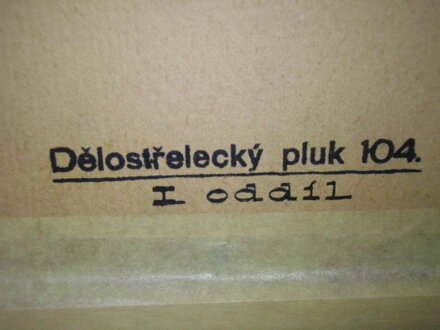 Dělostřelecký pluk 104.
I oddíl